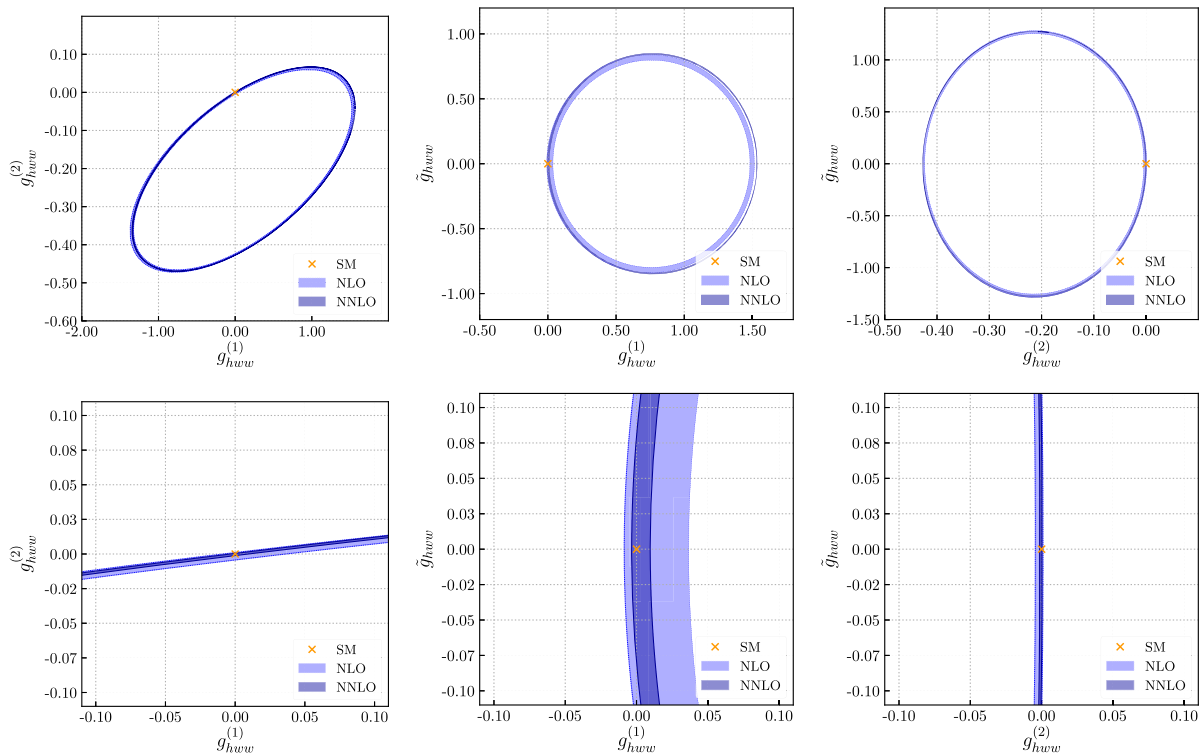 0.10
0.00
-0.10
-0.20
-0.30
-0.40
-0.50
-0.60
-2.00 -1.00 0.00 1.00
g_{hww}^{(2)}
g_{hww}^{(1)}
SM
NLO
NNLO
1.00
0.50
0.00
-0.50
-1.00
-0.50 0.00 0.50 1.00 1.50
g̃_{hww}
g_{hww}^{(1)}
SM
NLO
NNLO
1.00
0.50
0.00
-0.50
-1.00
-1.50
-0.50 -0.40 -0.30 -0.20 -0.10 0.00
g̃_{hww}
g_{hww}^{(2)}
SM
NLO
NNLO
0.10
0.08
0.05
0.03
0.00
-0.02
-0.05
-0.07
-0.10
-0.10 -0.05 0.00 0.05 0.10
g_{hww}^{(2)}
g_{hww}^{(1)}
SM
NLO
NNLO
0.10
0.08
0.05
0.03
0.00
-0.02
-0.05
-0.07
-0.10
-0.10 -0.05 0.00 0.05 0.10
g̃_{hww}
g_{hww}^{(1)}
SM
NLO
NNLO
0.10
0.08
0.05
0.03
0.00
-0.02
-0.05
-0.07
-0.10
-0.10 -0.05 0.00 0.05 0.10
g̃_{hww}
g_{hww}^{(2)}
SM
NLO
NNLO